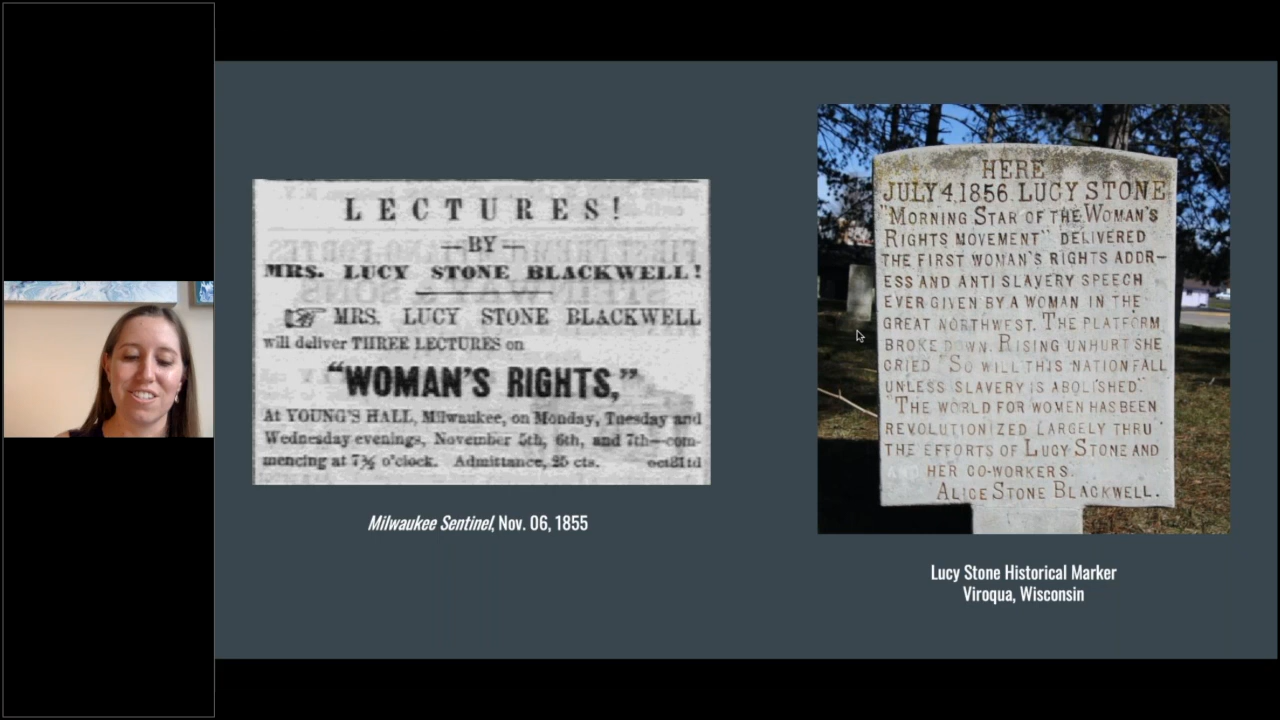 LECTURES!
— BY —
MRS. LUCY STONE BLACKWELL!
MRS. LUCY STONE BLACKWELL
will deliver THREE LECTURES on
"WOMAN'S RIGHTS,"
At YOUNG'S HALL, Milwaukee, on Monday, Tuesday and
Wednesday evenings, November 5th, 6th, and 7th—com-
mencing at 7½ o'clock. Admittance, 25 cts. oct31td
Milwaukee Sentinel, Nov. 06, 1855
HERE
JULY 4, 1856. LUCY STONE
"MORNING STAR OF THE WOMAN'S
RIGHTS MOVEMENT" DELIVERED
THE FIRST WOMAN'S RIGHTS ADDR-
ESS AND ANTI SLAVERY SPEECH
EVER GIVEN BY A WOMAN IN THE
GREAT NORTHWEST. THE PLATFORM
BROKE DOWN. RISING UNHURT SHE
CRIED "SO WILL THIS NATION FALL
UNLESS SLAVERY IS ABOLISHED".
"THE WORLD FOR WOMEN HAS BEEN
REVOLUTIONIZED LARGELY THRU'
THE EFFORTS OF LUCY STONE AND
HER CO-WORKERS".
ALICE STONE BLACKWELL.
Lucy Stone Historical Marker
Viroqua, Wisconsin